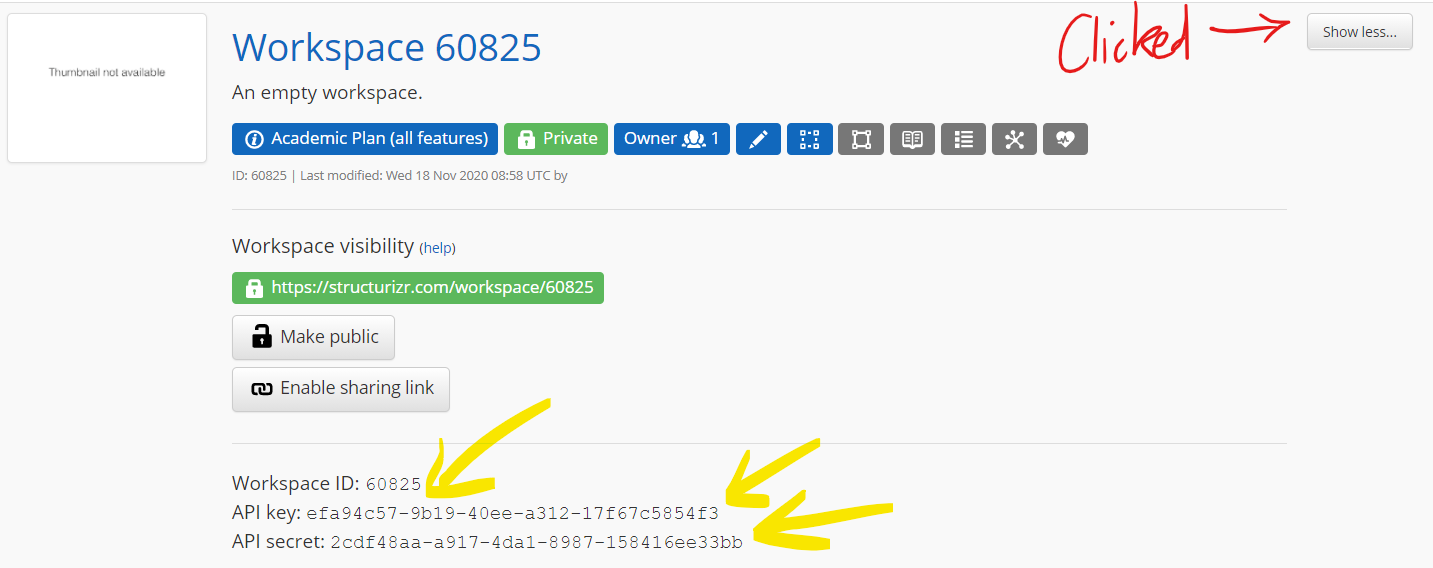 Thumbnail not available
Workspace 60825
Clicked
Show less...
An empty workspace.
Academic Plan (all features) Private Owner 1
ID: 60825 | Last modified: Wed 18 Nov 2020 08:58 UTC by
Workspace visibility (help)
https://structurizr.com/workspace/60825
Make public
Enable sharing link
Workspace ID: 60825
API key: efa94c57-9b19-40ee-a312-17f67c5854f3
API secret: 2cdf48aa-a917-4da1-8987-158416ee33bb